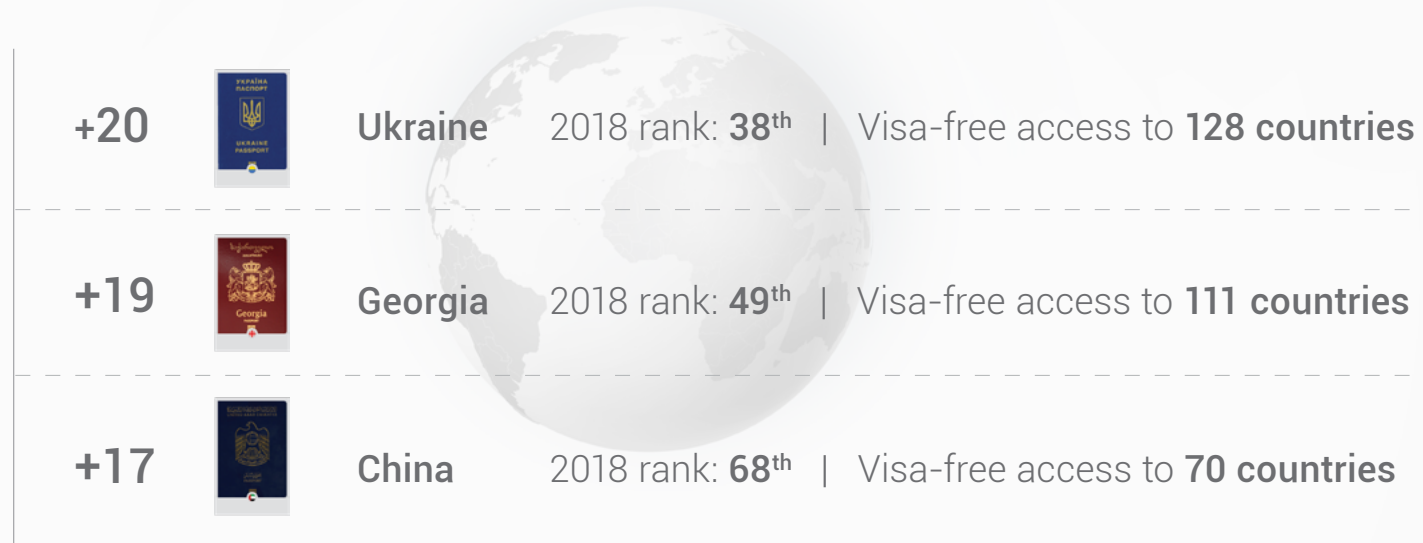 +20 УКРАЇНА ПАСПОРТ UKRAINE PASSPORT Ukraine 2018 rank: 38th | Visa-free access to 128 countries
+19 Georgia Georgia 2018 rank: 49th | Visa-free access to 111 countries
+17 China 2018 rank: 68th | Visa-free access to 70 countries